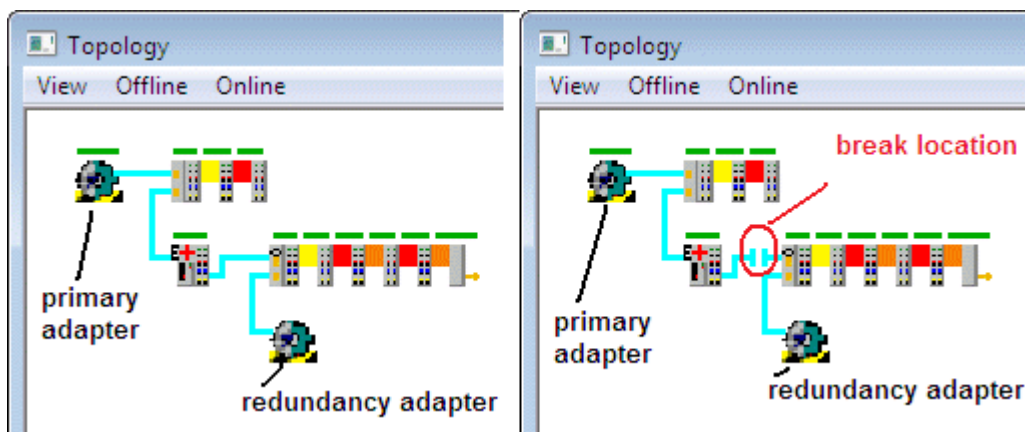 Topology
View Offline Online
primary
adapter
redundancy adapter
Topology
View Offline Online
break location
primary
adapter
redundancy adapter